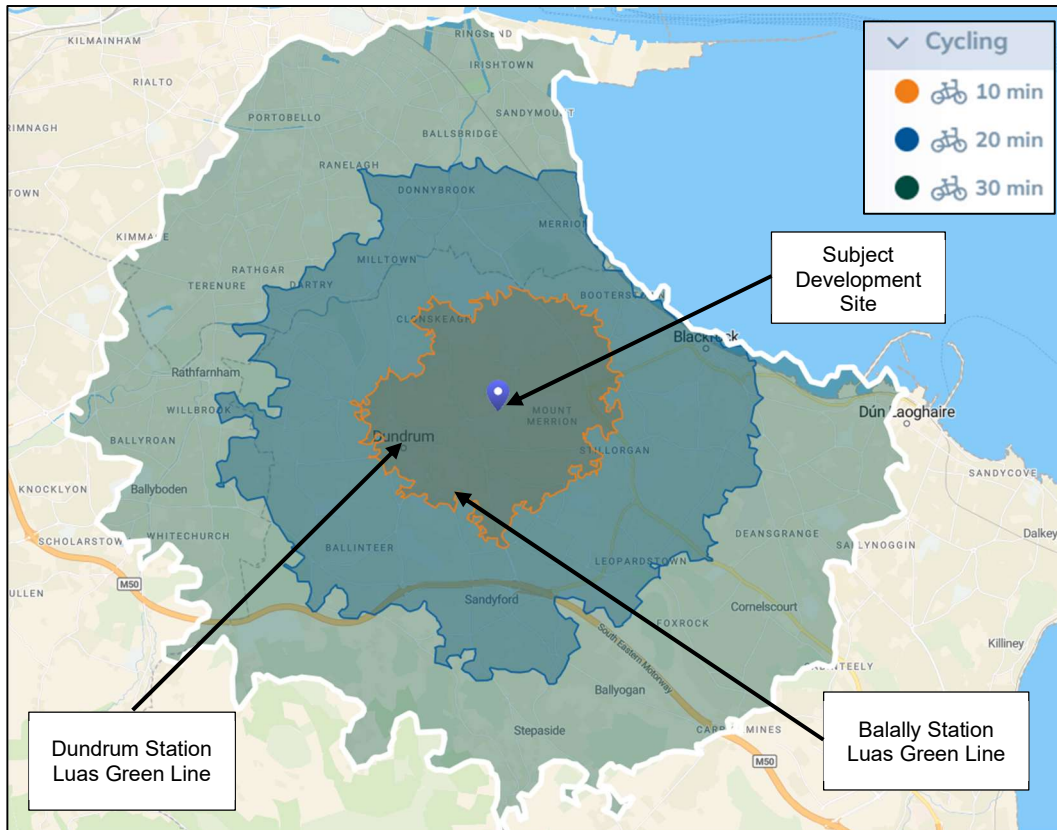 KILMAINHAM
RINGSEND
IRISHTOWN
RIALTO
SANDYMOUNT
PORTOBELLO
RIMNAGH
BALLSBRIDGE
RANELAGH
TOWN
DONNYBROOK
MERRION
KIMMAGE
MILLTOWN
RATHGAR
TERENURE
DARTRY
BOOTERSTOWN
CLONSKEAGH
Blackrock
Rathfarnham
WILLBROOK
MOUNT
MERRION
Dún Laoghaire
BALLYROAN
Dundrum
STILLORGAN
SANDYCOVE
KNOCKLYON
Ballyboden
Dalkey
SCHOLARSTOWN
WHITECHURCH
DEANSGRANGE
SALLYNOGGIN
BALLINTEER
LEOPARDSTOWN
M50
Sandyford
Cornelscourt
FOXROCK
South Eastern Motorway
Killiney
Ballyogan
Stepaside
M50
Cycling
10 min
20 min
30 min
Subject
Development
Site
Dundrum Station
Luas Green Line
Balally Station
Luas Green Line